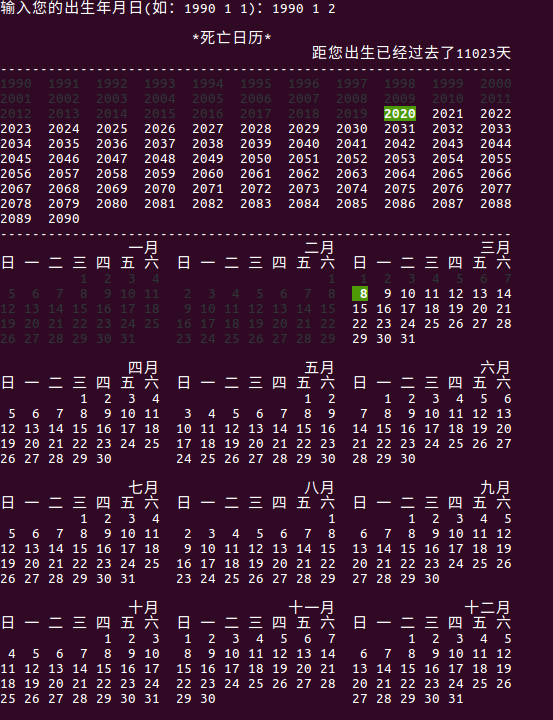 输入您的出生年月日(如: 1990 1 1): 1990 1 2
*死亡日历*
距您出生已经过去了11023天
--------------------------------------------------------------
1990 1991 1992 1993 1994 1995 1996 1997 1998 1999 2000
2001 2002 2003 2004 2005 2006 2007 2008 2009 2010 2011
2012 2013 2014 2015 2016 2017 2018 2019 2020 2021 2022
2023 2024 2025 2026 2027 2028 2029 2030 2031 2032 2033
2034 2035 2036 2037 2038 2039 2040 2041 2042 2043 2044
2045 2046 2047 2048 2049 2050 2051 2052 2053 2054 2055
2056 2057 2058 2059 2060 2061 2062 2063 2064 2065 2066
2067 2068 2069 2070 2071 2072 2073 2074 2075 2076 2077
2078 2079 2080 2081 2082 2083 2084 2085 2086 2087 2088
2089 2090
--------------------------------------------------------------
一月 二月 三月
日 一 二 三 四 五 六 日 一 二 三 四 五 六 日 一 二 三 四 五 六
1 2 3 4 1 1 2 3 4 5 6 7
5 6 7 8 9 10 11 2 3 4 5 6 7 8 8 9 10 11 12 13 14
12 13 14 15 16 17 18 9 10 11 12 13 14 15 15 16 17 18 19 20 21
19 20 21 22 23 24 25 16 17 18 19 20 21 22 22 23 24 25 26 27 28
26 27 28 29 30 31 23 24 25 26 27 28 29 29 30 31
四月 五月 六月
日 一 二 三 四 五 六 日 一 二 三 四 五 六 日 一 二 三 四 五 六
1 2 3 4 1 2 1 2 3 4 5 6
5 6 7 8 9 10 11 3 4 5 6 7 8 9 7 8 9 10 11 12 13
12 13 14 15 16 17 18 10 11 12 13 14 15 16 14 15 16 17 18 19 20
19 20 21 22 23 24 25 17 18 19 20 21 22 23 21 22 23 24 25 26 27
26 27 28 29 30 24 25 26 27 28 29 30 28 29 30
七月 八月 九月
日 一 二 三 四 五 六 日 一 二 三 四 五 六 日 一 二 三 四 五 六
1 2 3 4 1 1 2 3 4 5
5 6 7 8 9 10 11 2 3 4 5 6 7 8 6 7 8 9 10 11 12
12 13 14 15 16 17 18 9 10 11 12 13 14 15 13 14 15 16 17 18 19
19 20 21 22 23 24 25 16 17 18 19 20 21 22 20 21 22 23 24 25 26
26 27 28 29 30 31 23 24 25 26 27 28 29 27 28 29 30
十月 十一月 十二月
日 一 二 三 四 五 六 日 一 二 三 四 五 六 日 一 二 三 四 五 六
1 2 3 1 2 3 4 5 6 7 1 2 3 4 5
4 5 6 7 8 9 10 8 9 10 11 12 13 14 6 7 8 9 10 11 12
11 12 13 14 15 16 17 15 16 17 18 19 20 21 13 14 15 16 17 18 19
18 19 20 21 22 23 24 22 23 24 25 26 27 28 20 21 22 23 24 25 26
25 26 27 28 29 30 31 29 30 27 28 29 30 31